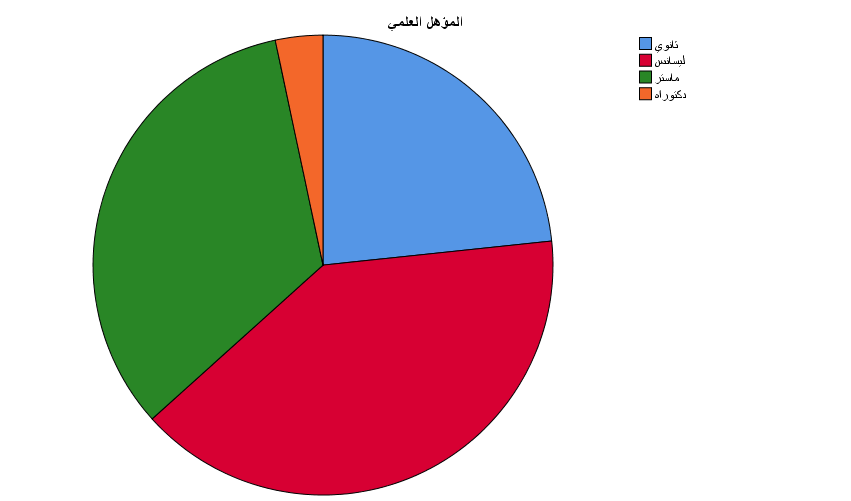 المؤهل العلمي
ثانوي
ليسانس
ماستر
دكتوراه